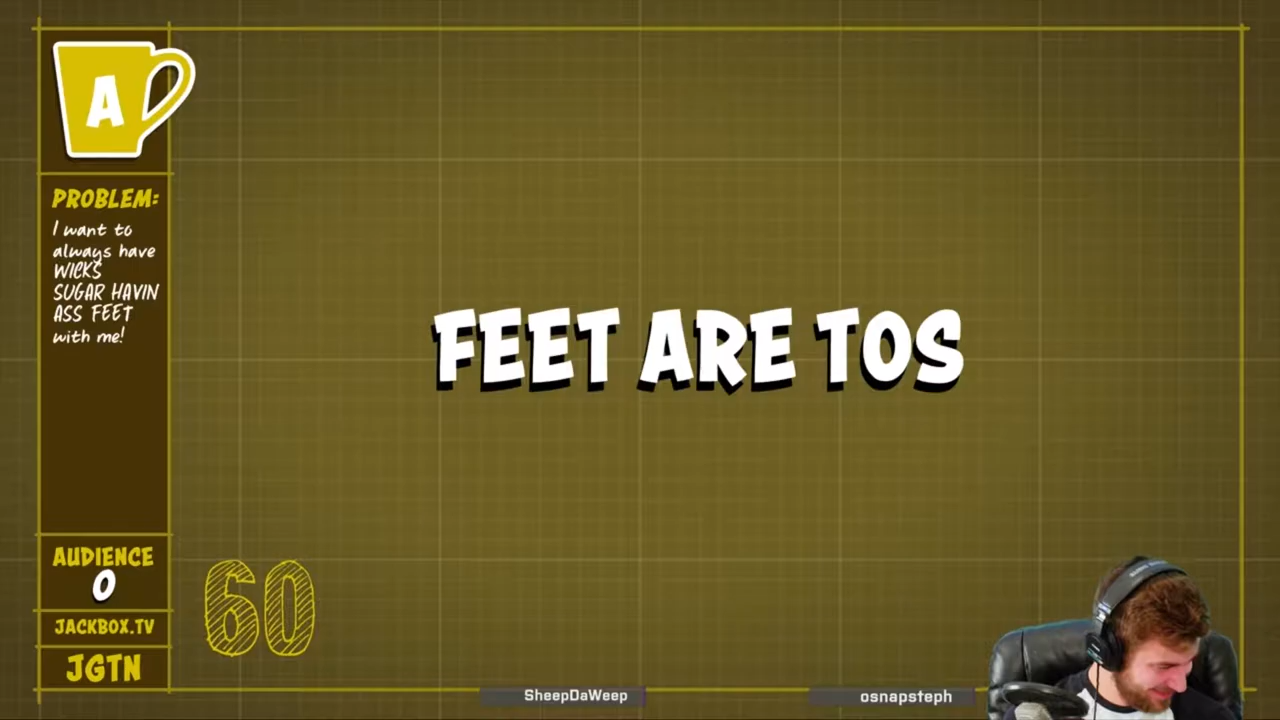 A
PROBLEM:
I want to
always have
WICKS
SUGAR HAVIN
ASS FEET
with me!
FEET ARE TOS
AUDIENCE
0
JACKBOX.TV
JGTN
60
SheepDaWeep
osnapsteph